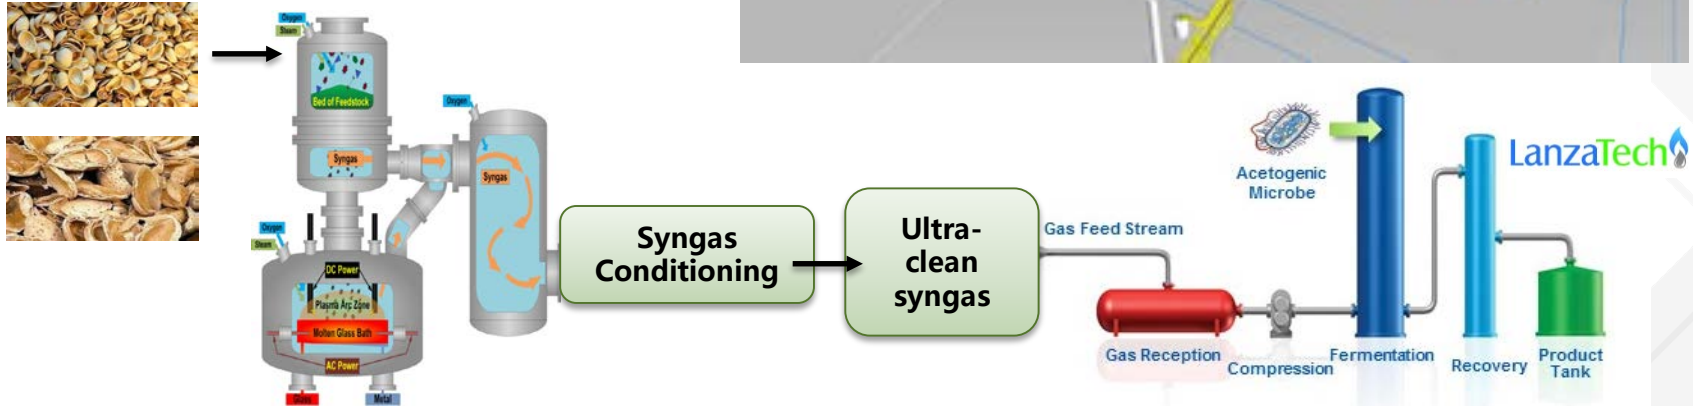 Oxygen
Steam
Bed of Feedstock
Syngas
Oxygen
Syngas
Oxygen
Steam
DC Power
Plasma Arc Zone
Molten Glass Bath
AC Power
Glass
Metal
Syngas
Conditioning
Ultra-
clean
syngas
Gas Feed Stream
Acetogenic
Microbe
LanzaTech
Gas Reception
Compression
Fermentation
Recovery
Product
Tank